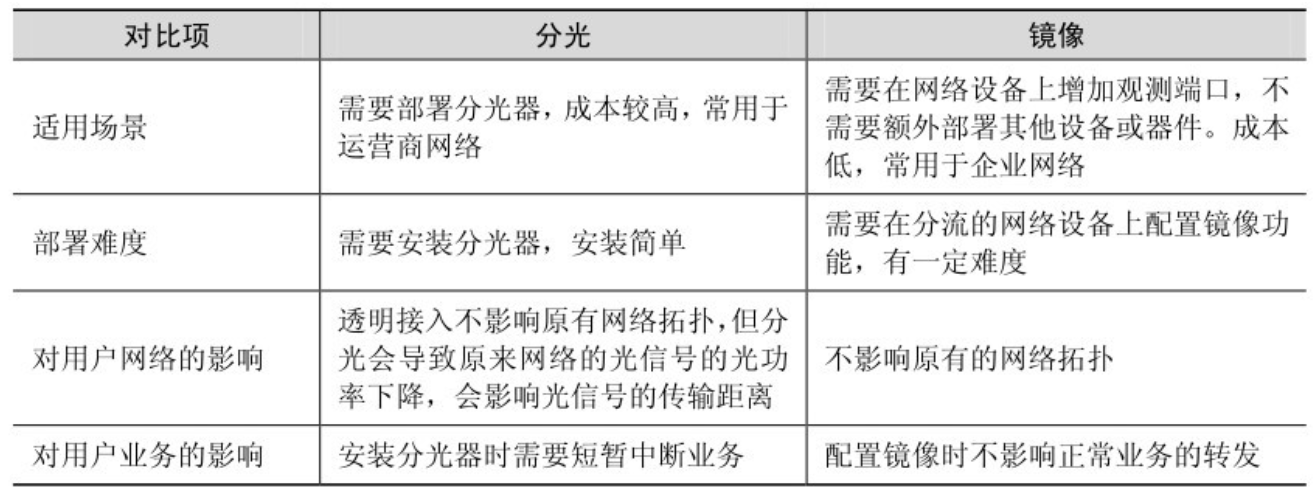 对比项
分光
镜像
适用场景
需要部署分光器，成本较高，常用于
运营商网络
需要在网络设备上增加观测端口，不
需要额外部署其他设备或器件。成本
低，常用于企业网络
部署难度
需要安装分光器，安装简单
需要在分流的网络设备上配置镜像功
能，有一定难度
对用户网络的影响
透明接入不影响原有网络拓扑，但分
光会导致原来网络的光信号的光功
率下降，会影响光信号的传输距离
不影响原有的网络拓扑
对用户业务的影响
安装分光器时需要短暂中断业务
配置镜像时不影响正常业务的转发